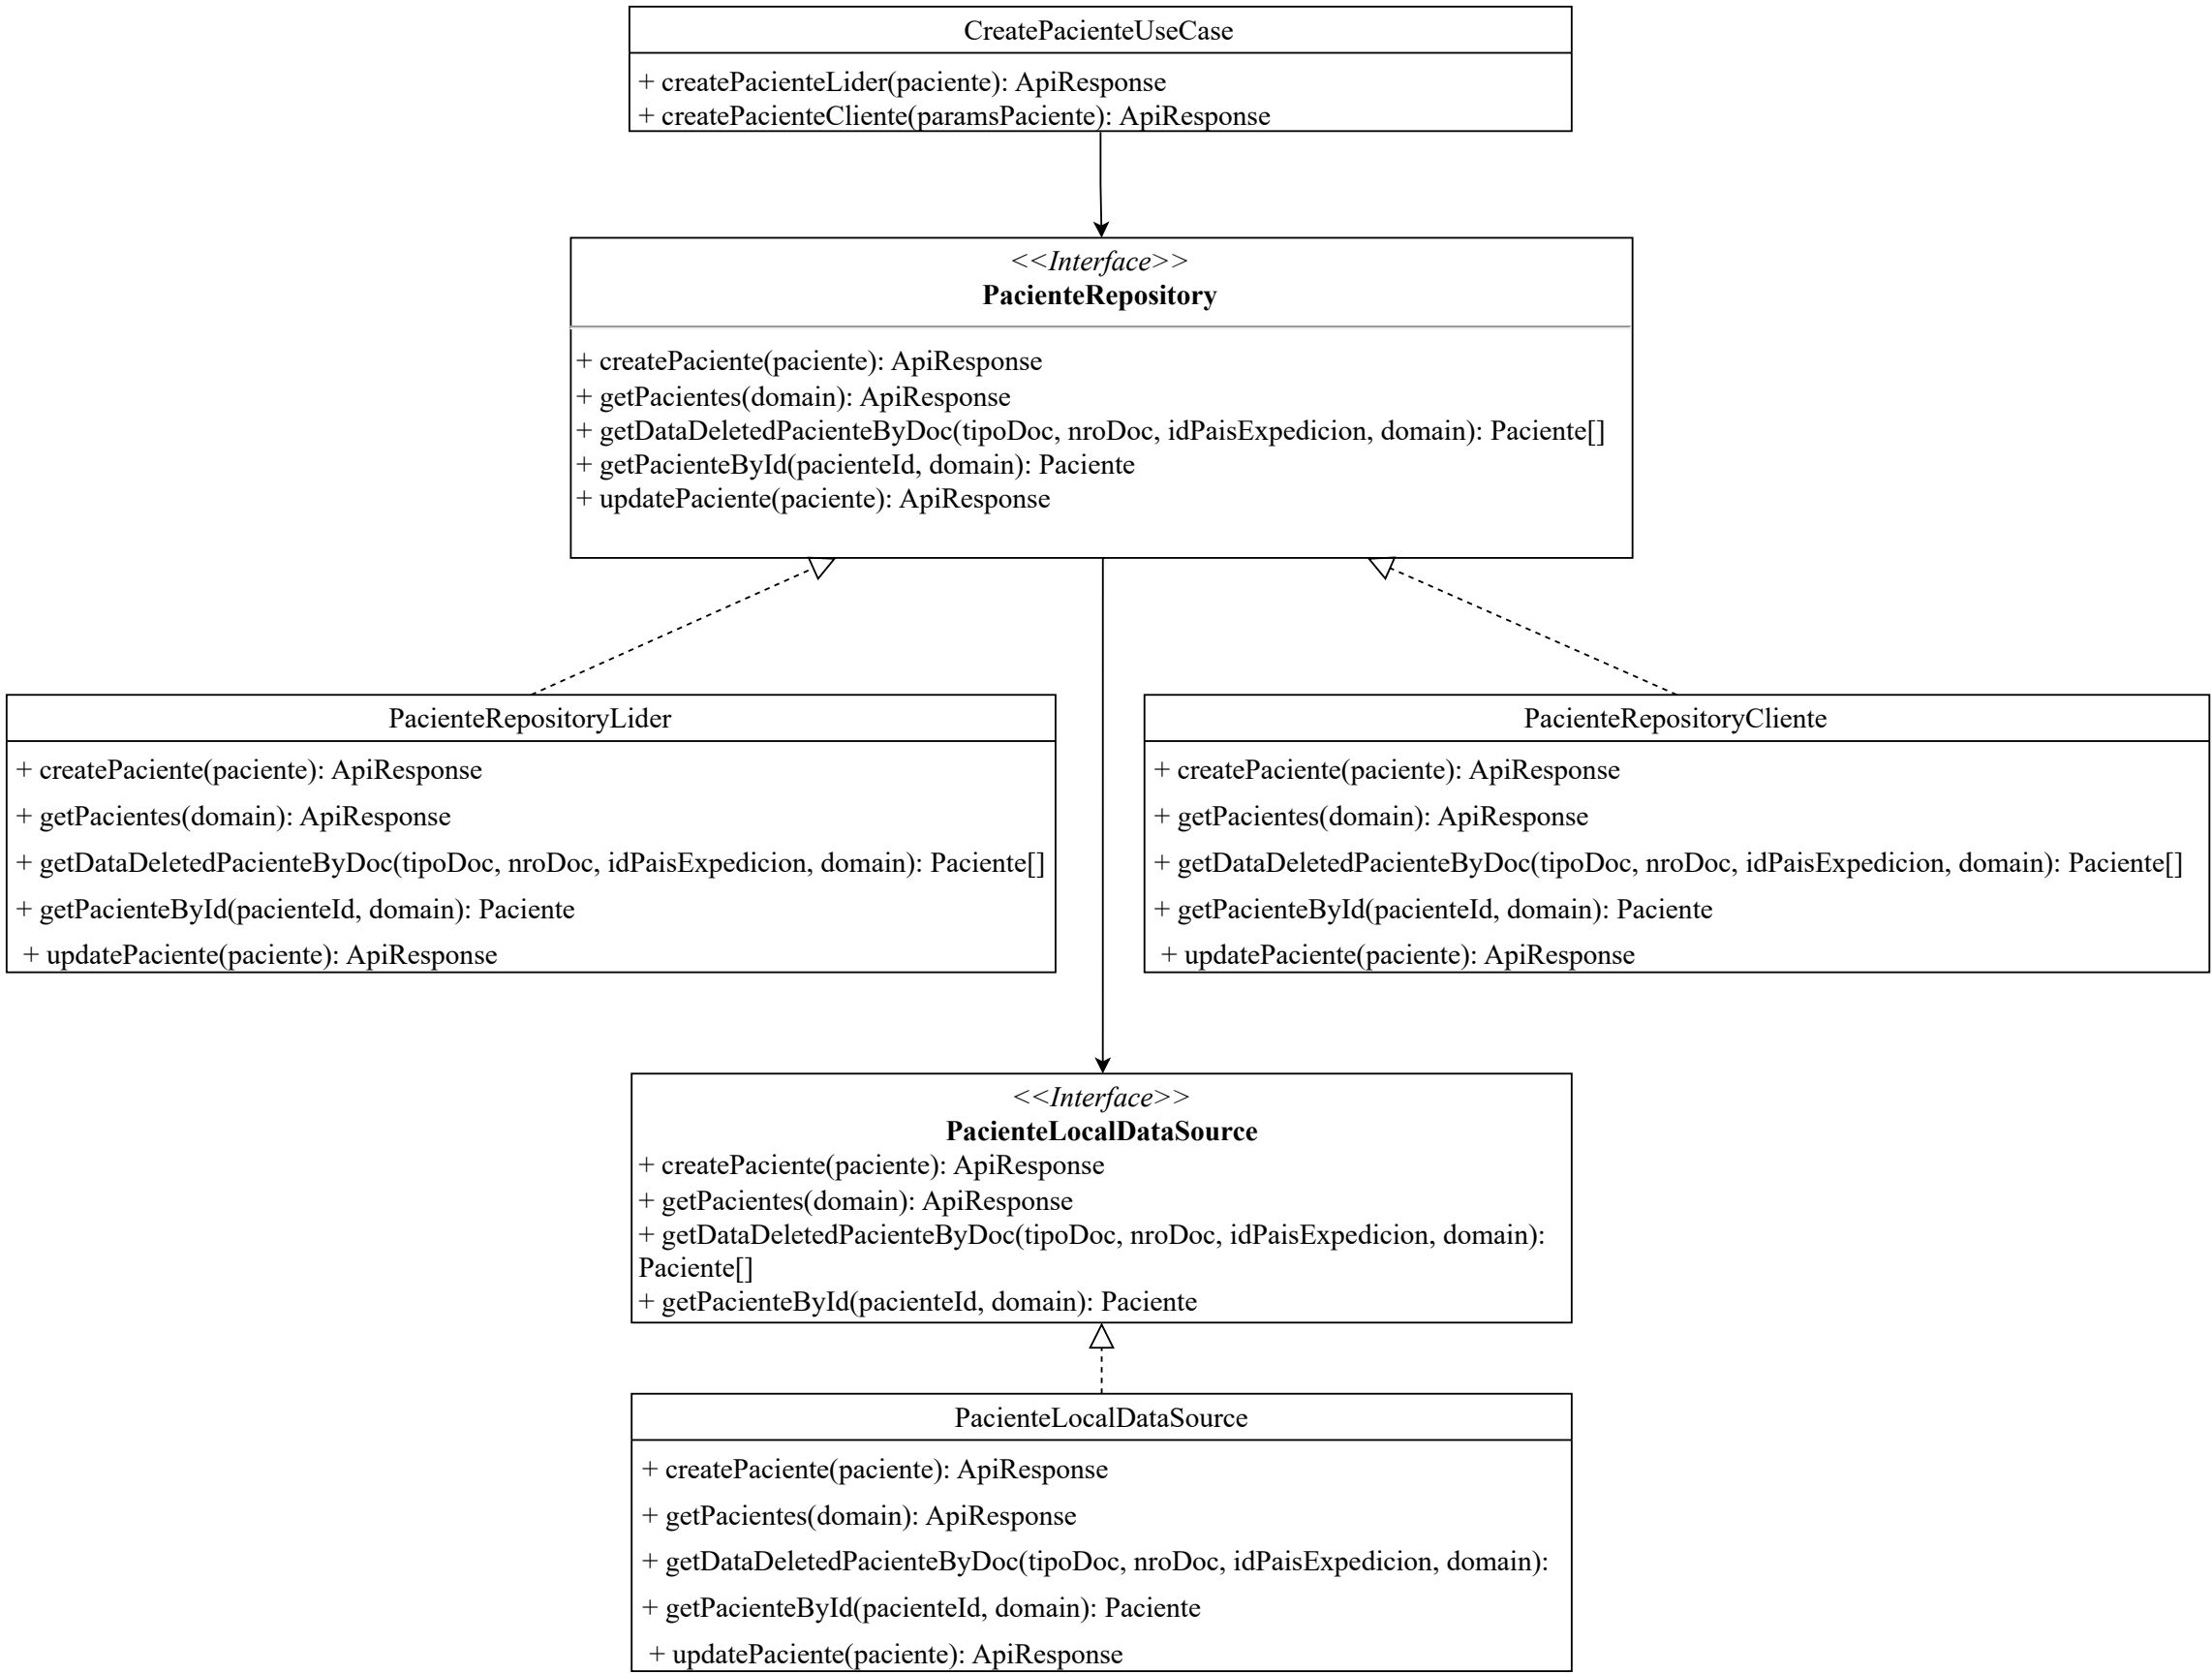 CreatePacienteUseCase
+ createPacienteLider(paciente): ApiResponse
+ createPacienteCliente(paramsPaciente): ApiResponse
<<Interface>>
PacienteRepository
+ createPaciente(paciente): ApiResponse
+ getPacientes(domain): ApiResponse
+ getDataDeletedPacienteByDoc(tipoDoc, nroDoc, idPaisExpedicion, domain): Paciente[]
+ getPacienteById(pacienteId, domain): Paciente
+ updatePaciente(paciente): ApiResponse
PacienteRepositoryLider
+ createPaciente(paciente): ApiResponse
+ getPacientes(domain): ApiResponse
+ getDataDeletedPacienteByDoc(tipoDoc, nroDoc, idPaisExpedicion, domain): Paciente[]
+ getPacienteById(pacienteId, domain): Paciente
+ updatePaciente(paciente): ApiResponse
PacienteRepositoryCliente
+ createPaciente(paciente): ApiResponse
+ getPacientes(domain): ApiResponse
+ getDataDeletedPacienteByDoc(tipoDoc, nroDoc, idPaisExpedicion, domain): Paciente[]
+ getPacienteById(pacienteId, domain): Paciente
+ updatePaciente(paciente): ApiResponse
<<Interface>>
PacienteLocalDataSource
+ createPaciente(paciente): ApiResponse
+ getPacientes(domain): ApiResponse
+ getDataDeletedPacienteByDoc(tipoDoc, nroDoc, idPaisExpedicion, domain):
Paciente[]
+ getPacienteById(pacienteId, domain): Paciente
PacienteLocalDataSource
+ createPaciente(paciente): ApiResponse
+ getPacientes(domain): ApiResponse
+ getDataDeletedPacienteByDoc(tipoDoc, nroDoc, idPaisExpedicion, domain):
+ getPacienteById(pacienteId, domain): Paciente
+ updatePaciente(paciente): ApiResponse